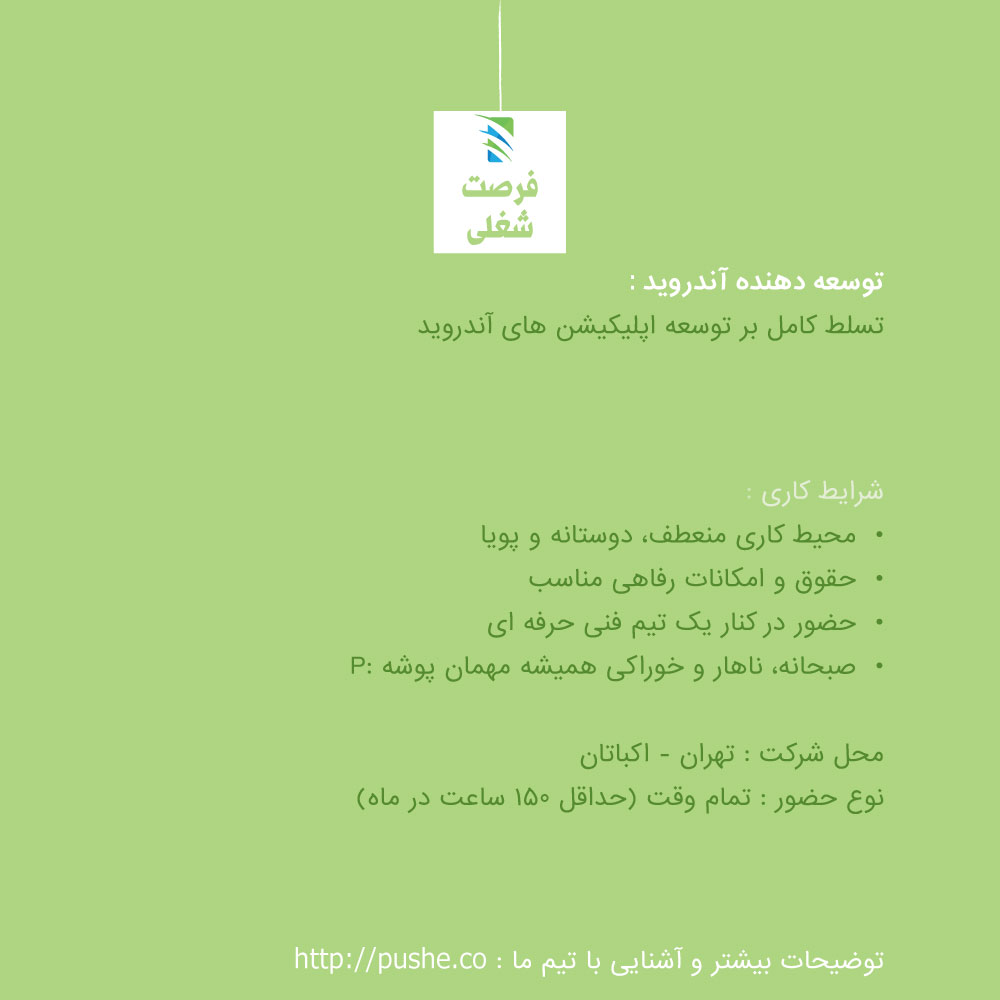 فرصت
شغلی
توسعه دهنده آندروید :
تسلط کامل بر توسعه اپلیکیشن های آندروید
شرایط کاری :
• محیط کاری منعطف، دوستانه و پویا
• حقوق و امکانات رفاهی مناسب
• حضور در کنار یک تیم فنی حرفه ای
• صبحانه، ناهار و خوراکی همیشه مهمان پوشه :P
محل شرکت : تهران - اکباتان
نوع حضور : تمام وقت (حداقل ۱۵۰ ساعت در ماه)
توضیحات بیشتر و آشنایی با تیم ما : http://pushe.co